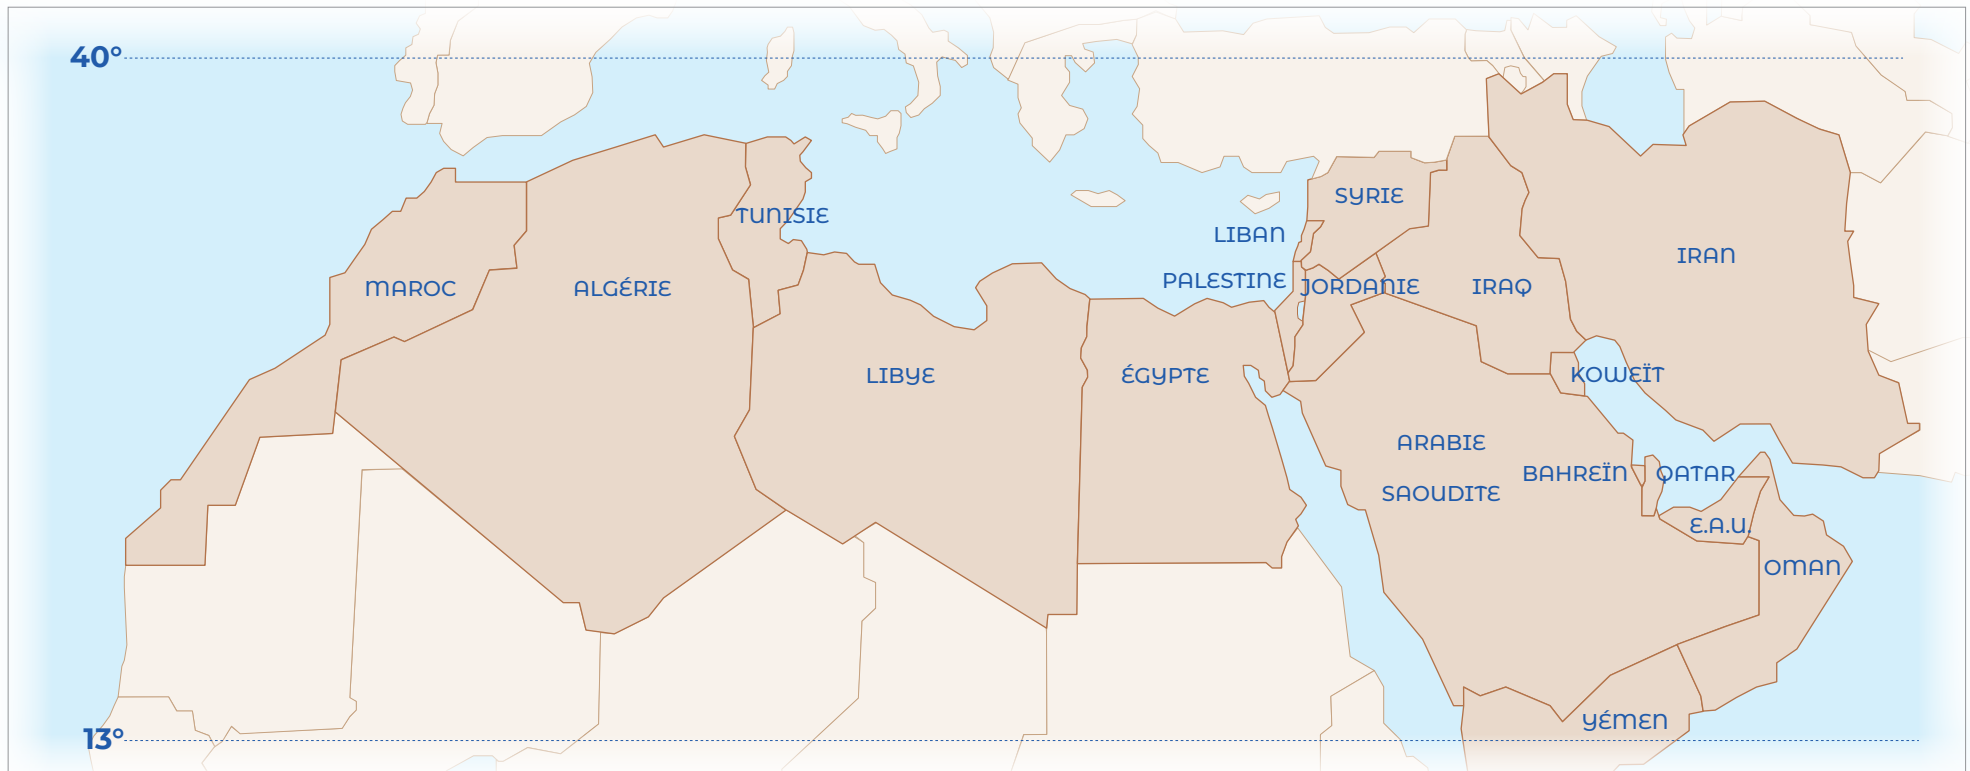 40°
SYRIE
TUNISIE
LIBAN
IRAN
PALESTINE
MAROC
ALGÉRIE
JORDANIE
IRAQ
LIBYE
ÉGYPTE
KOWEÏT
ARABIE
SAOUDITE
BAHREÏN
QATAR
E.A.U.
OMAN
YÉMEN
13°